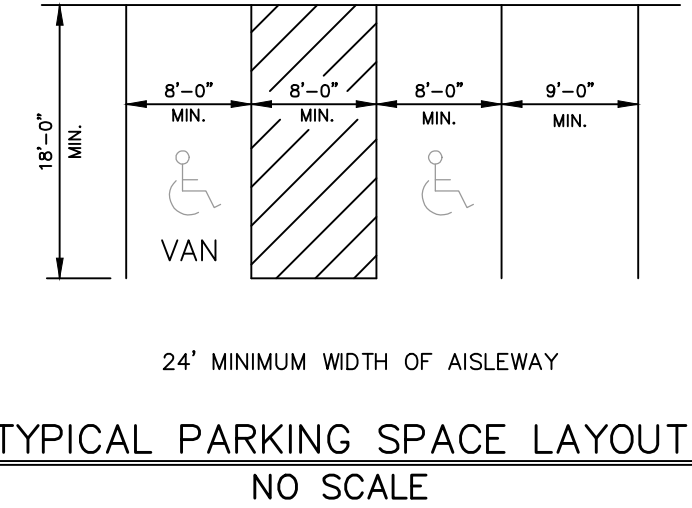 8'-0" 8'-0" 8'-0" 9'-0"
MIN. MIN. MIN. MIN.
18'-0"
MIN.
VAN
24' MINIMUM WIDTH OF AISLEWAY
TYPICAL PARKING SPACE LAYOUT
NO SCALE